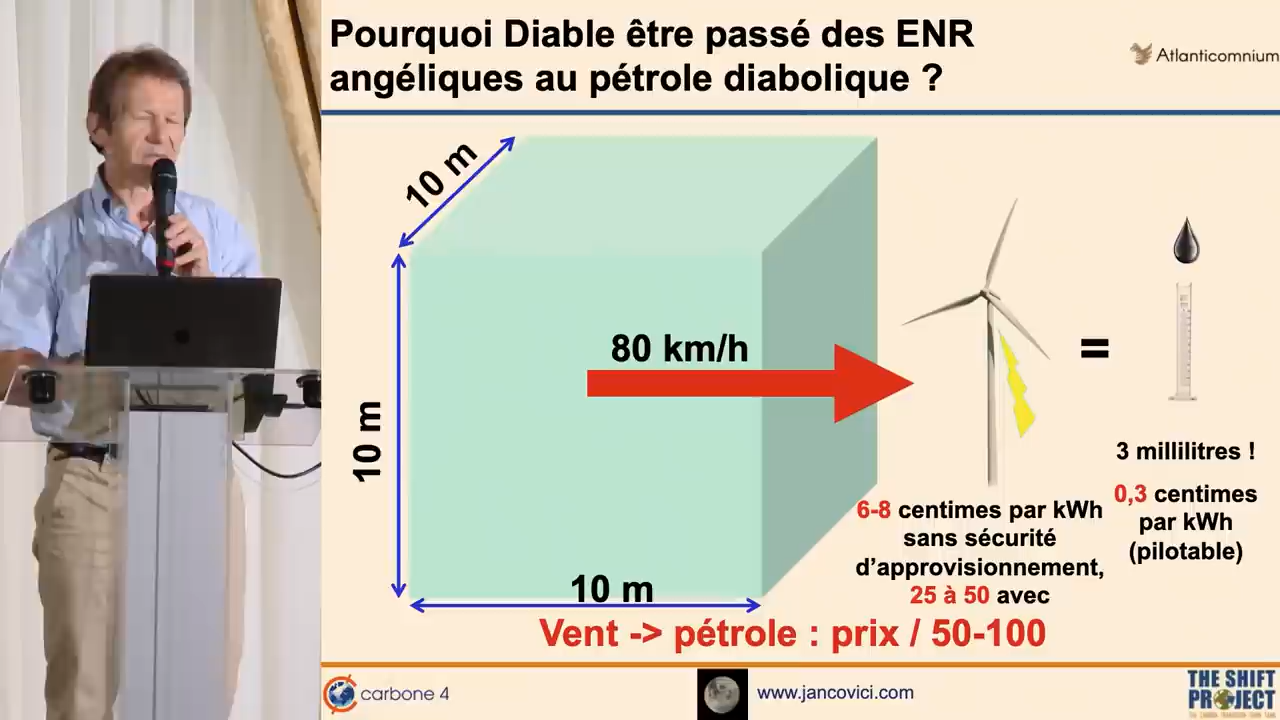 Pourquoi Diable être passé des ENR
angéliques au pétrole diabolique ?
Atlanticomnium
10 m
80 km/h
=
10 m
3 millilitres !
0,3 centimes
par kWh
(pilotable)
6-8 centimes par kWh
sans sécurité
d’approvisionnement,
25 à 50 avec
10 m
Vent -> pétrole : prix / 50-100
carbone 4
www.jancovici.com
THE SHIFT
PROJECT